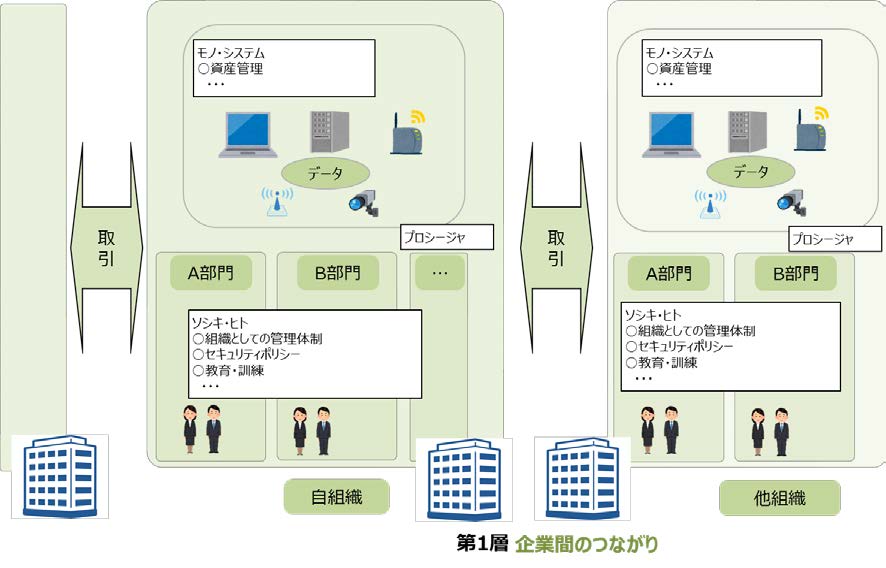 モノ・システム
○資産管理
・・・
データ
プロシージャ
A部門
B部門
…
ソシキ・ヒト
○組織としての管理体制
○セキュリティポリシー
○教育・訓練
・・・
自組織
取引
取引
モノ・システム
○資産管理
・・・
データ
プロシージャ
A部門
B部門
ソシキ・ヒト
○組織としての管理体制
○セキュリティポリシー
○教育・訓練
・・・
他組織
第1層 企業間のつながり